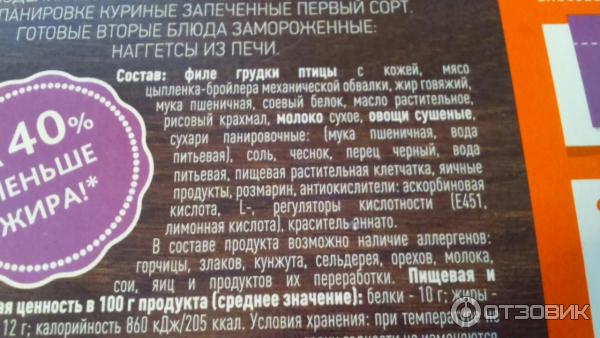 ПАНИРОВКЕ КУРИНЫЕ ЗАПЕЧЕННЫЕ ПЕРВЫЙ СОРТ.
ГОТОВЫЕ ВТОРЫЕ БЛЮДА ЗАМОРОЖЕННЫЕ:
НАГГЕТСЫ ИЗ ПЕЧИ.
Состав: филе грудки птицы с кожей, мясо
цыпленка-бройлера механической обвалки, жир говяжий,
мука пшеничная, соевый белок, масло растительное,
рисовый крахмал, молоко сухое, овощи сушеные,
сухари панировочные: (мука пшеничная, вода
питьевая), соль, чеснок, перец черный, вода
питьевая, пищевая растительная клетчатка, яичные
продукты, розмарин, антиокислители: аскорбиновая
кислота, L-, регуляторы кислотности (Е451,
лимонная кислота), краситель аннато.
В составе продукта возможно наличие аллергенов:
горчицы, злаков, кунжута, сельдерея, орехов, молока,
сои, яиц и продуктов их переработки. Пищевая и
ая ценность в 100 г продукта (среднее значение): белки - 10 г; жиры -
12 г; калорийность 860 кДж/205 ккал. Условия хранения: при температуре не
40%
ЕНЬШЕ
ЖИРА!*
ОТЗОВИК